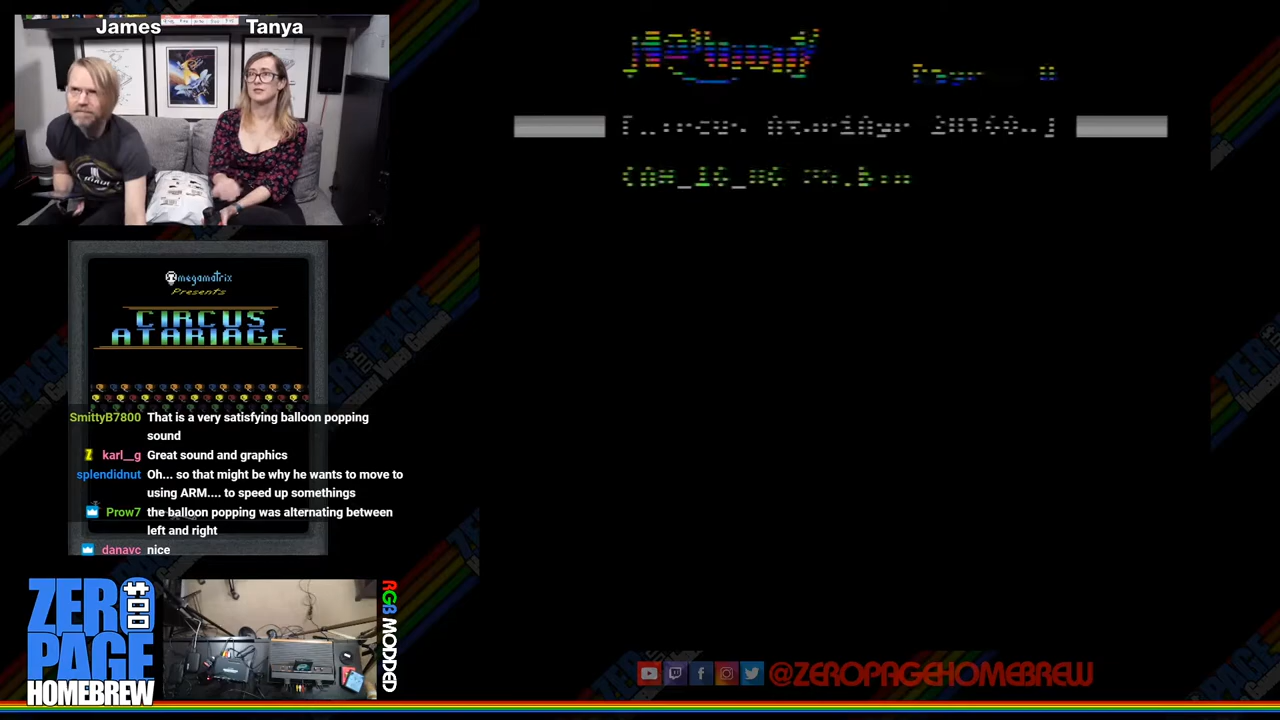 James
Tanya
megamatrix
Presents
CIRCUS
ATARIAGE
SmittyB7800 That is a very satisfying balloon popping
sound
Z karl__g Great sound and graphics
splendidnut Oh... so that might be why he wants to move to
using ARM.... to speed up somethings
Prow7 the balloon popping was alternating between
left and right
danavc nice
ZERO
$00
PAGE
HOMEBREW
RGB MODDED
@ZEROPAGEHOMEBREW